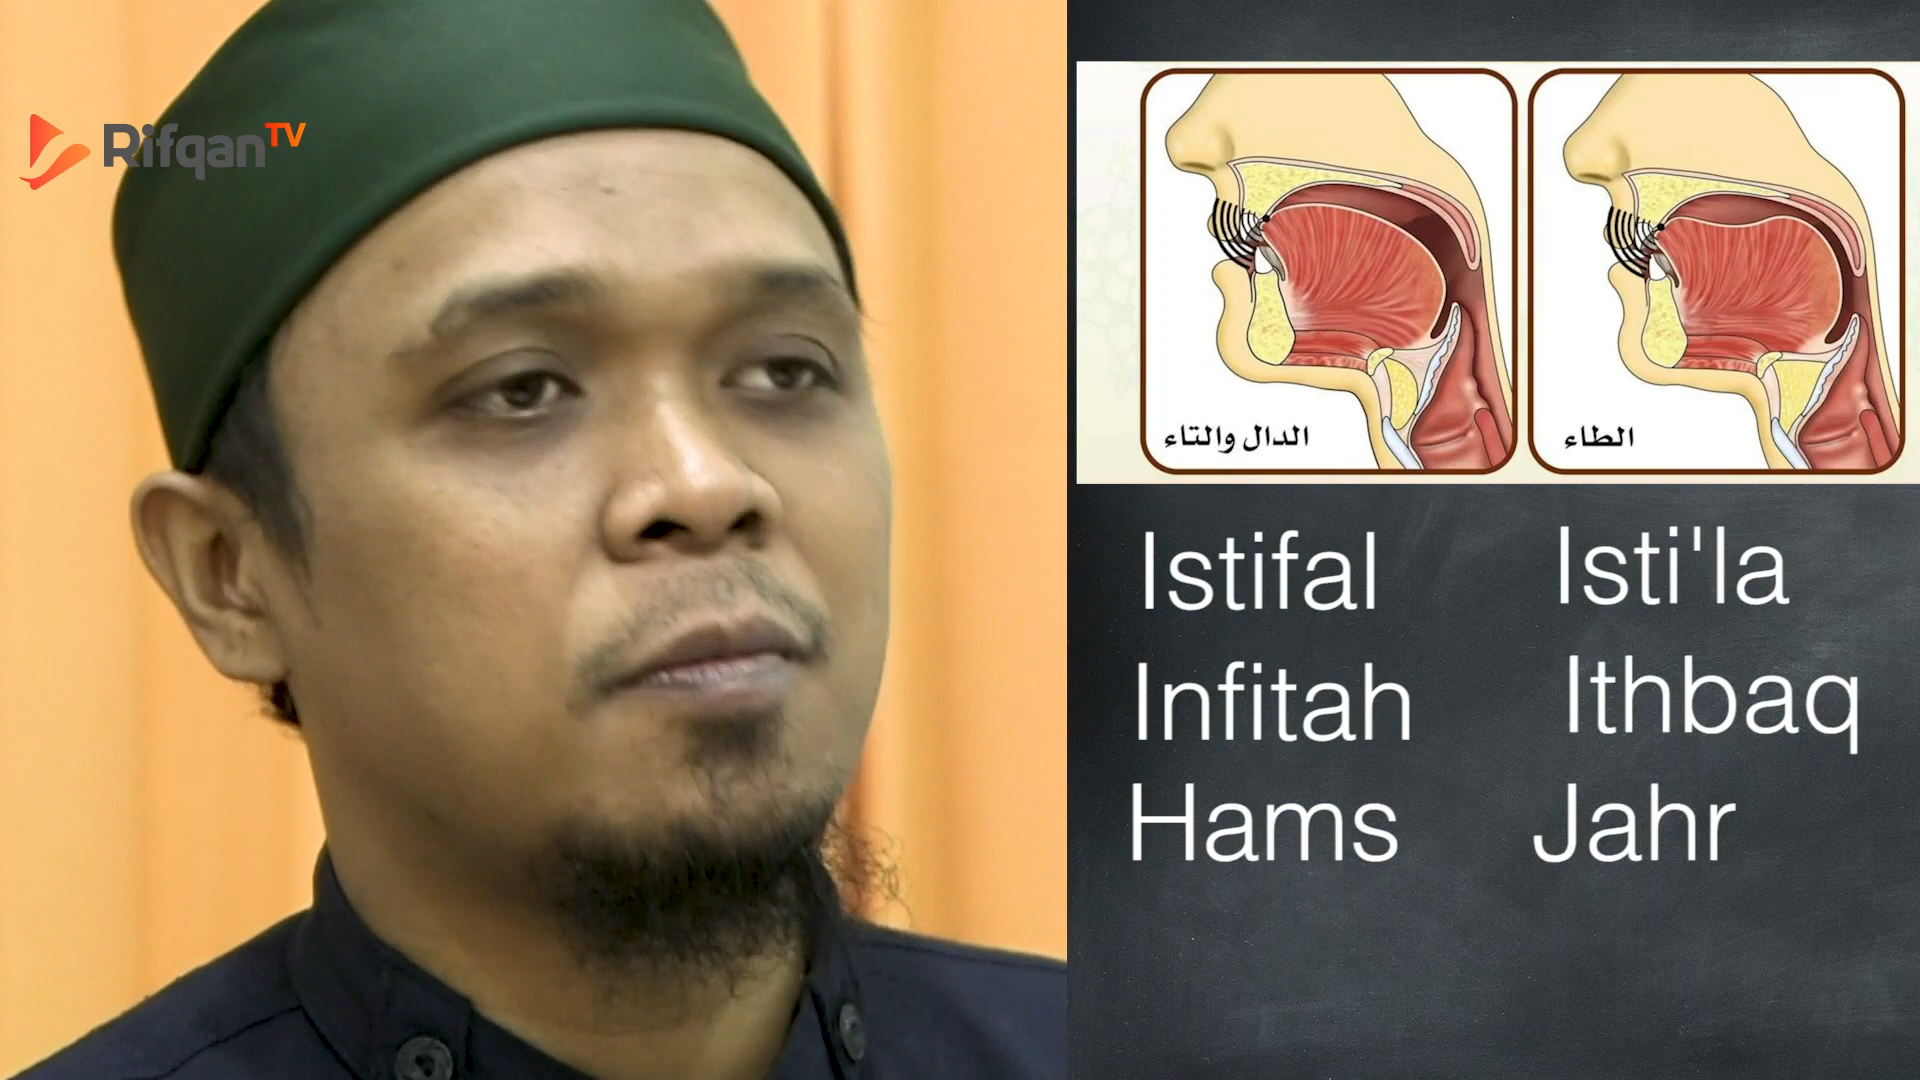 Rifqan TV
الدال والتاء
الطاء
Istifal
Isti'la
Infitah
Ithbaq
Hams
Jahr